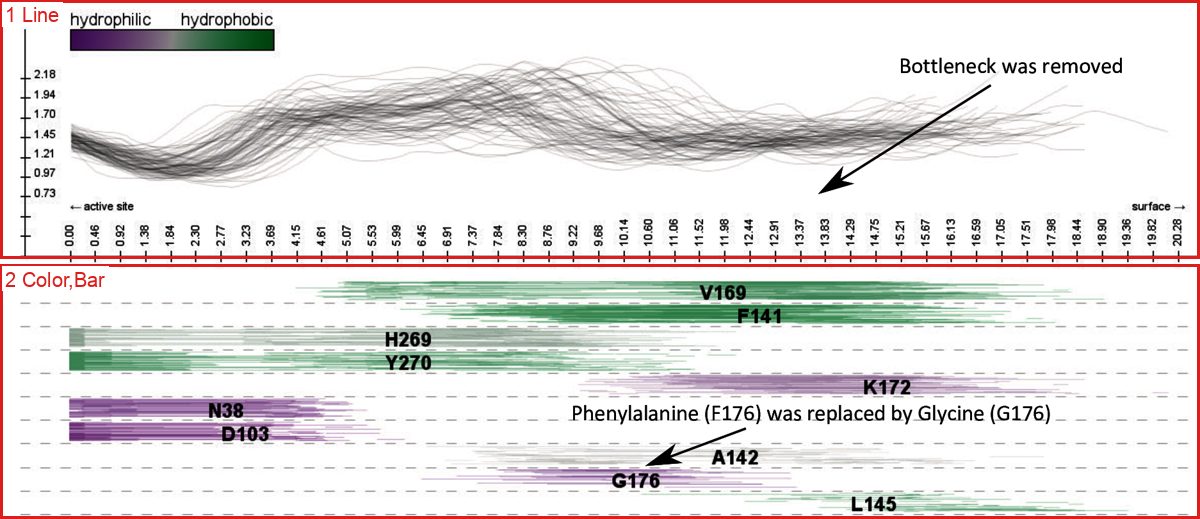 1 Line
hydrophilic hydrophobic
Bottleneck was removed
2.18
1.94
1.70
1.45
1.21
0.97
0.73
← active site
surface →
0.00 0.46 0.92 1.38 1.84 2.30 2.77 3.23 3.69 4.15 4.61 5.07 5.53 5.99 6.45 6.91 7.37 7.84 8.30 8.76 9.22 9.68 10.14 10.60 11.06 11.52 11.98 12.44 12.91 13.37 13.83 14.29 14.75 15.21 15.67 16.13 16.59 17.05 17.51 17.98 18.44 18.90 19.36 19.82 20.28
2 Color,Bar
V169
F141
H269
Y270
K172
N38
Phenylalanine (F176) was replaced by Glycine (G176)
D103
A142
G176
L145